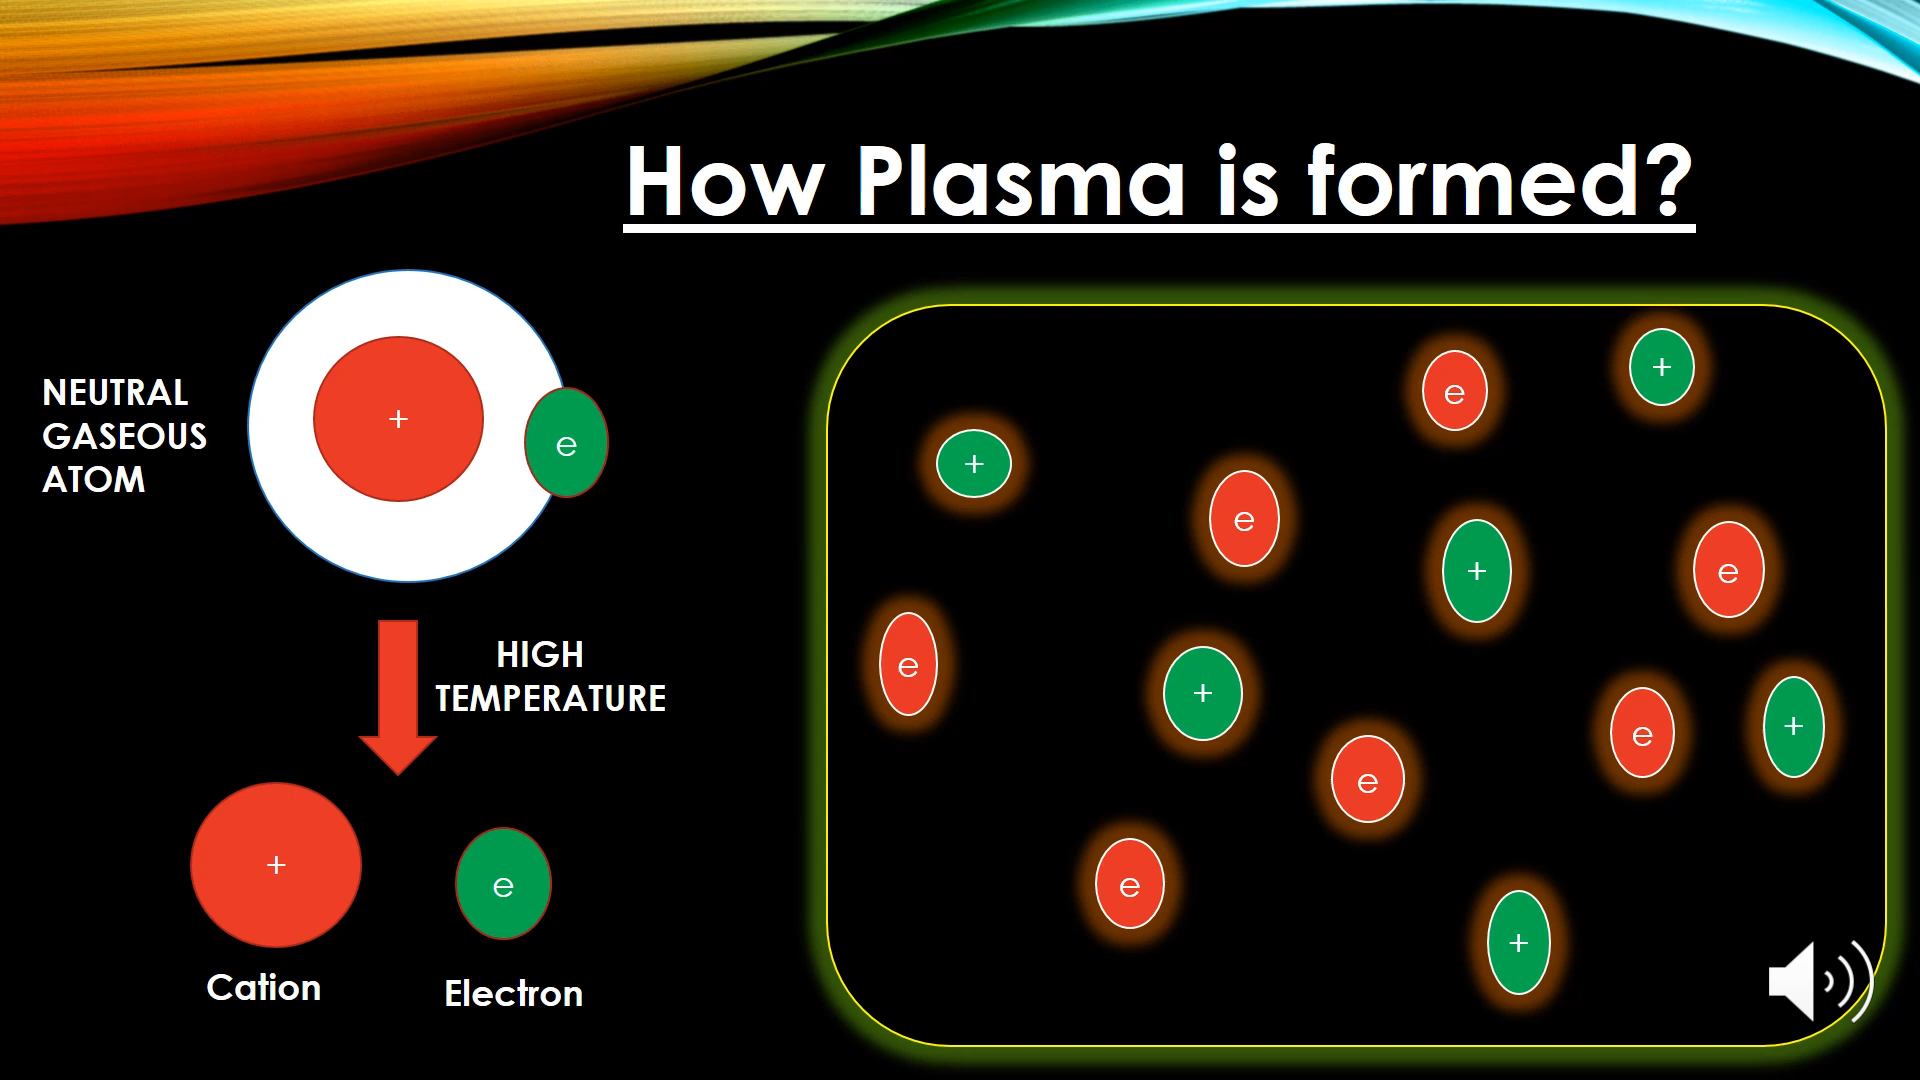 How Plasma is formed?
NEUTRAL
GASEOUS
ATOM
+
e
HIGH
TEMPERATURE
+
e
Cation
Electron
+
e
+
e
e
+
e
e
+
e
+
e
e
+